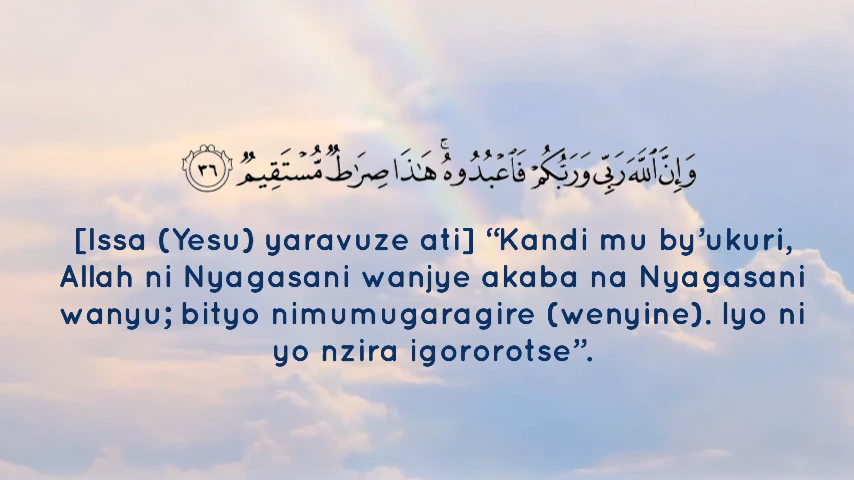 وَإِنَّ ٱللَّهَ رَبِّى وَرَبُّكُمْ فَٱعْبُدُوهُ ۚ هَـٰذَا صِرَٰطٌ مُّسْتَقِيمٌ ٣٦
[Issa (Yesu) yaravuze ati] “Kandi mu by’ukuri,
Allah ni Nyagasani wanjye akaba na Nyagasani
wanyu; bityo nimumugaragire (wenyine). Iyo ni
yo nzira igororotse”.